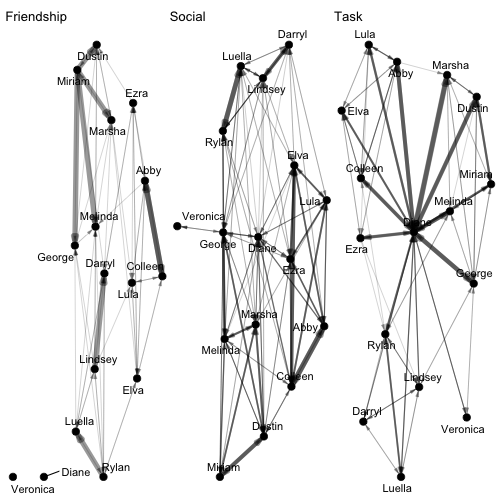 Friendship
Social
Task
Dustin
Miriam
Ezra
Marsha
Abby
Melinda
George
Darryl
Colleen
Lula
Lindsey
Elva
Luella
Diane
Rylan
Veronica
Darryl
Luella
Lindsey
Rylan
Elva
Lula
Veronica
George
Diane
Ezra
Marsha
Abby
Melinda
Colleen
Dustin
Miriam
Lula
Abby
Marsha
Dustin
Elva
Colleen
Miriam
Melinda
Diane
Ezra
George
Rylan
Lindsey
Darryl
Veronica
Luella